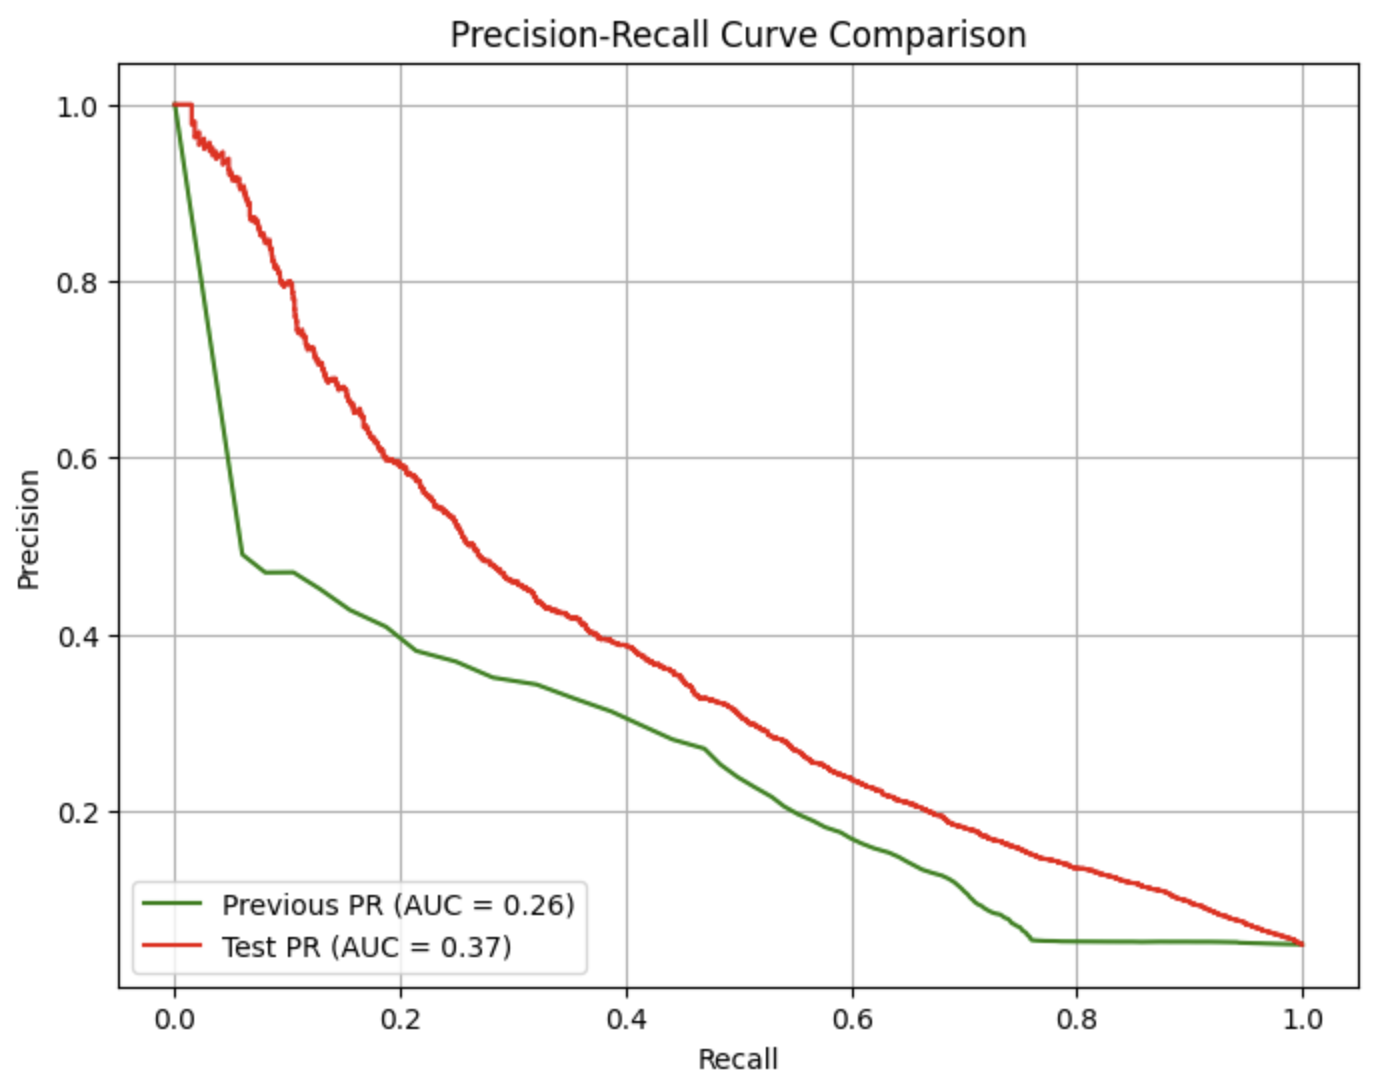 Precision-Recall Curve Comparison
1.0
0.8
0.6
0.4
0.2
Precision
Previous PR (AUC = 0.26)
Test PR (AUC = 0.37)
0.0 0.2 0.4 0.6 0.8 1.0
Recall